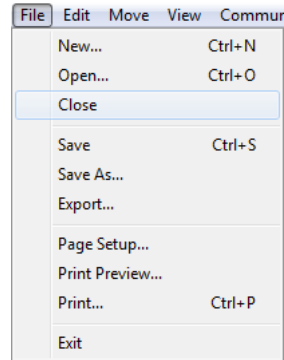 File Edit Move View Commur
New... Ctrl+N
Open... Ctrl+O
Close
Save Ctrl+S
Save As...
Export...
Page Setup...
Print Preview...
Print... Ctrl+P
Exit